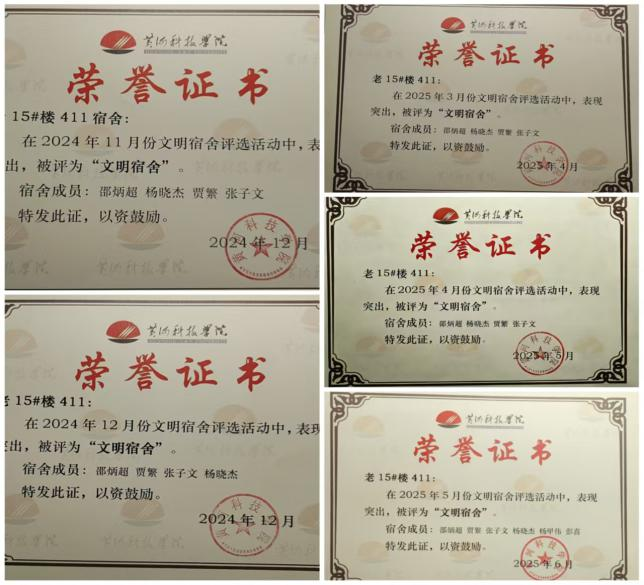 黄河科技学院
荣誉证书
老 15#楼 411 宿舍：
在 2024 年 11 月份文明宿舍评选活动中，表
突出，被评为“文明宿舍”。
宿舍成员：邵炳超 杨晓杰 贾繁 张子文
特发此证，以资鼓励。
2024 年 12 月
黄河科技学院
荣誉证书
老 15#楼 411：
在 2024 年 12 月份文明宿舍评选活动中，表现
突出，被评为“文明宿舍”。
宿舍成员：邵炳超 贾繁 张子文 杨晓杰
特发此证，以资鼓励。
2024 年 12 月
黄河科技学院
荣誉证书
老 15#楼 411：
在 2025 年 3 月份文明宿舍评选活动中，表现
突出，被评为“文明宿舍”。
宿舍成员：邵炳超 杨晓杰 贾繁 张子文
特发此证，以资鼓励。
2025 年 4 月
黄河科技学院
荣誉证书
老 15#楼 411：
在 2025 年 4 月份文明宿舍评选活动中，表现
突出，被评为“文明宿舍”。
宿舍成员：邵炳超 杨晓杰 贾繁 张子文
特发此证，以资鼓励。
2025 年 5 月
黄河科技学院
荣誉证书
老 15#楼 411：
在 2025 年 5 月份文明宿舍评选活动中，表现
突出，被评为“文明宿舍”。
宿舍成员：邵炳超 贾繁 张子文 杨晓杰 杨甲伟 彭喜
特发此证，以资鼓励。
2025 年 6 月